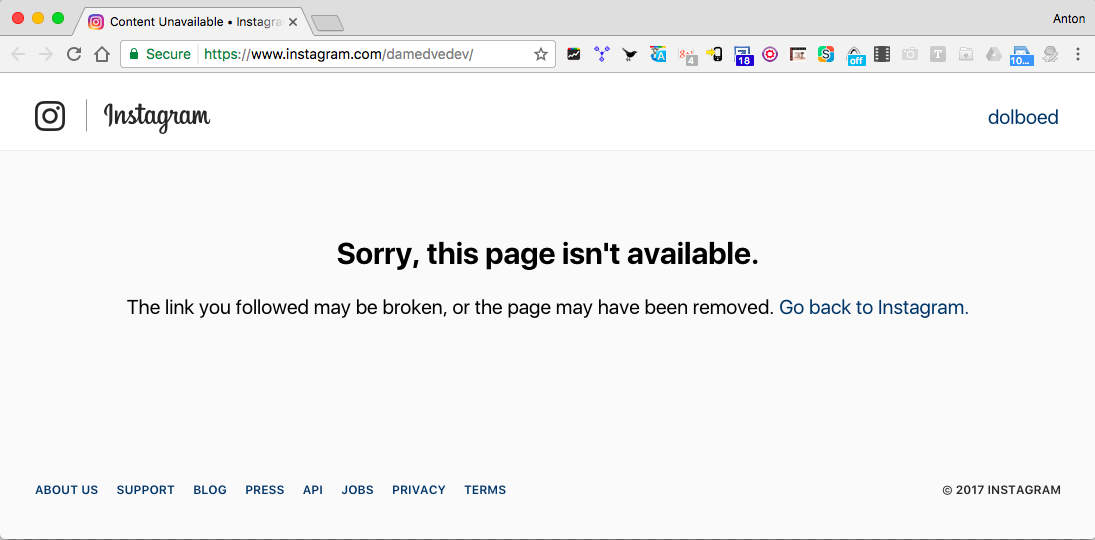 Content Unavailable • Instagra
Anton
Secure https://www.instagram.com/damedvedev/
4 18 off 10...
Instagram dolboed
Sorry, this page isn't available.
The link you followed may be broken, or the page may have been removed. Go back to Instagram.
ABOUT US SUPPORT BLOG PRESS API JOBS PRIVACY TERMS © 2017 INSTAGRAM